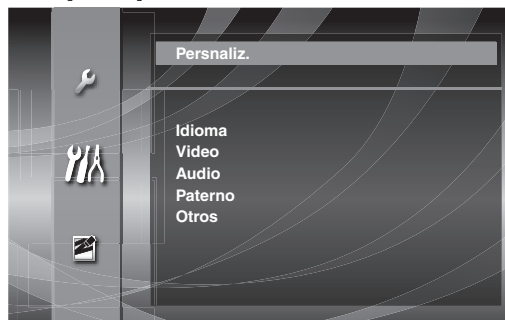 Persnaliz.
Idioma
Video
Audio
Paterno
Otros